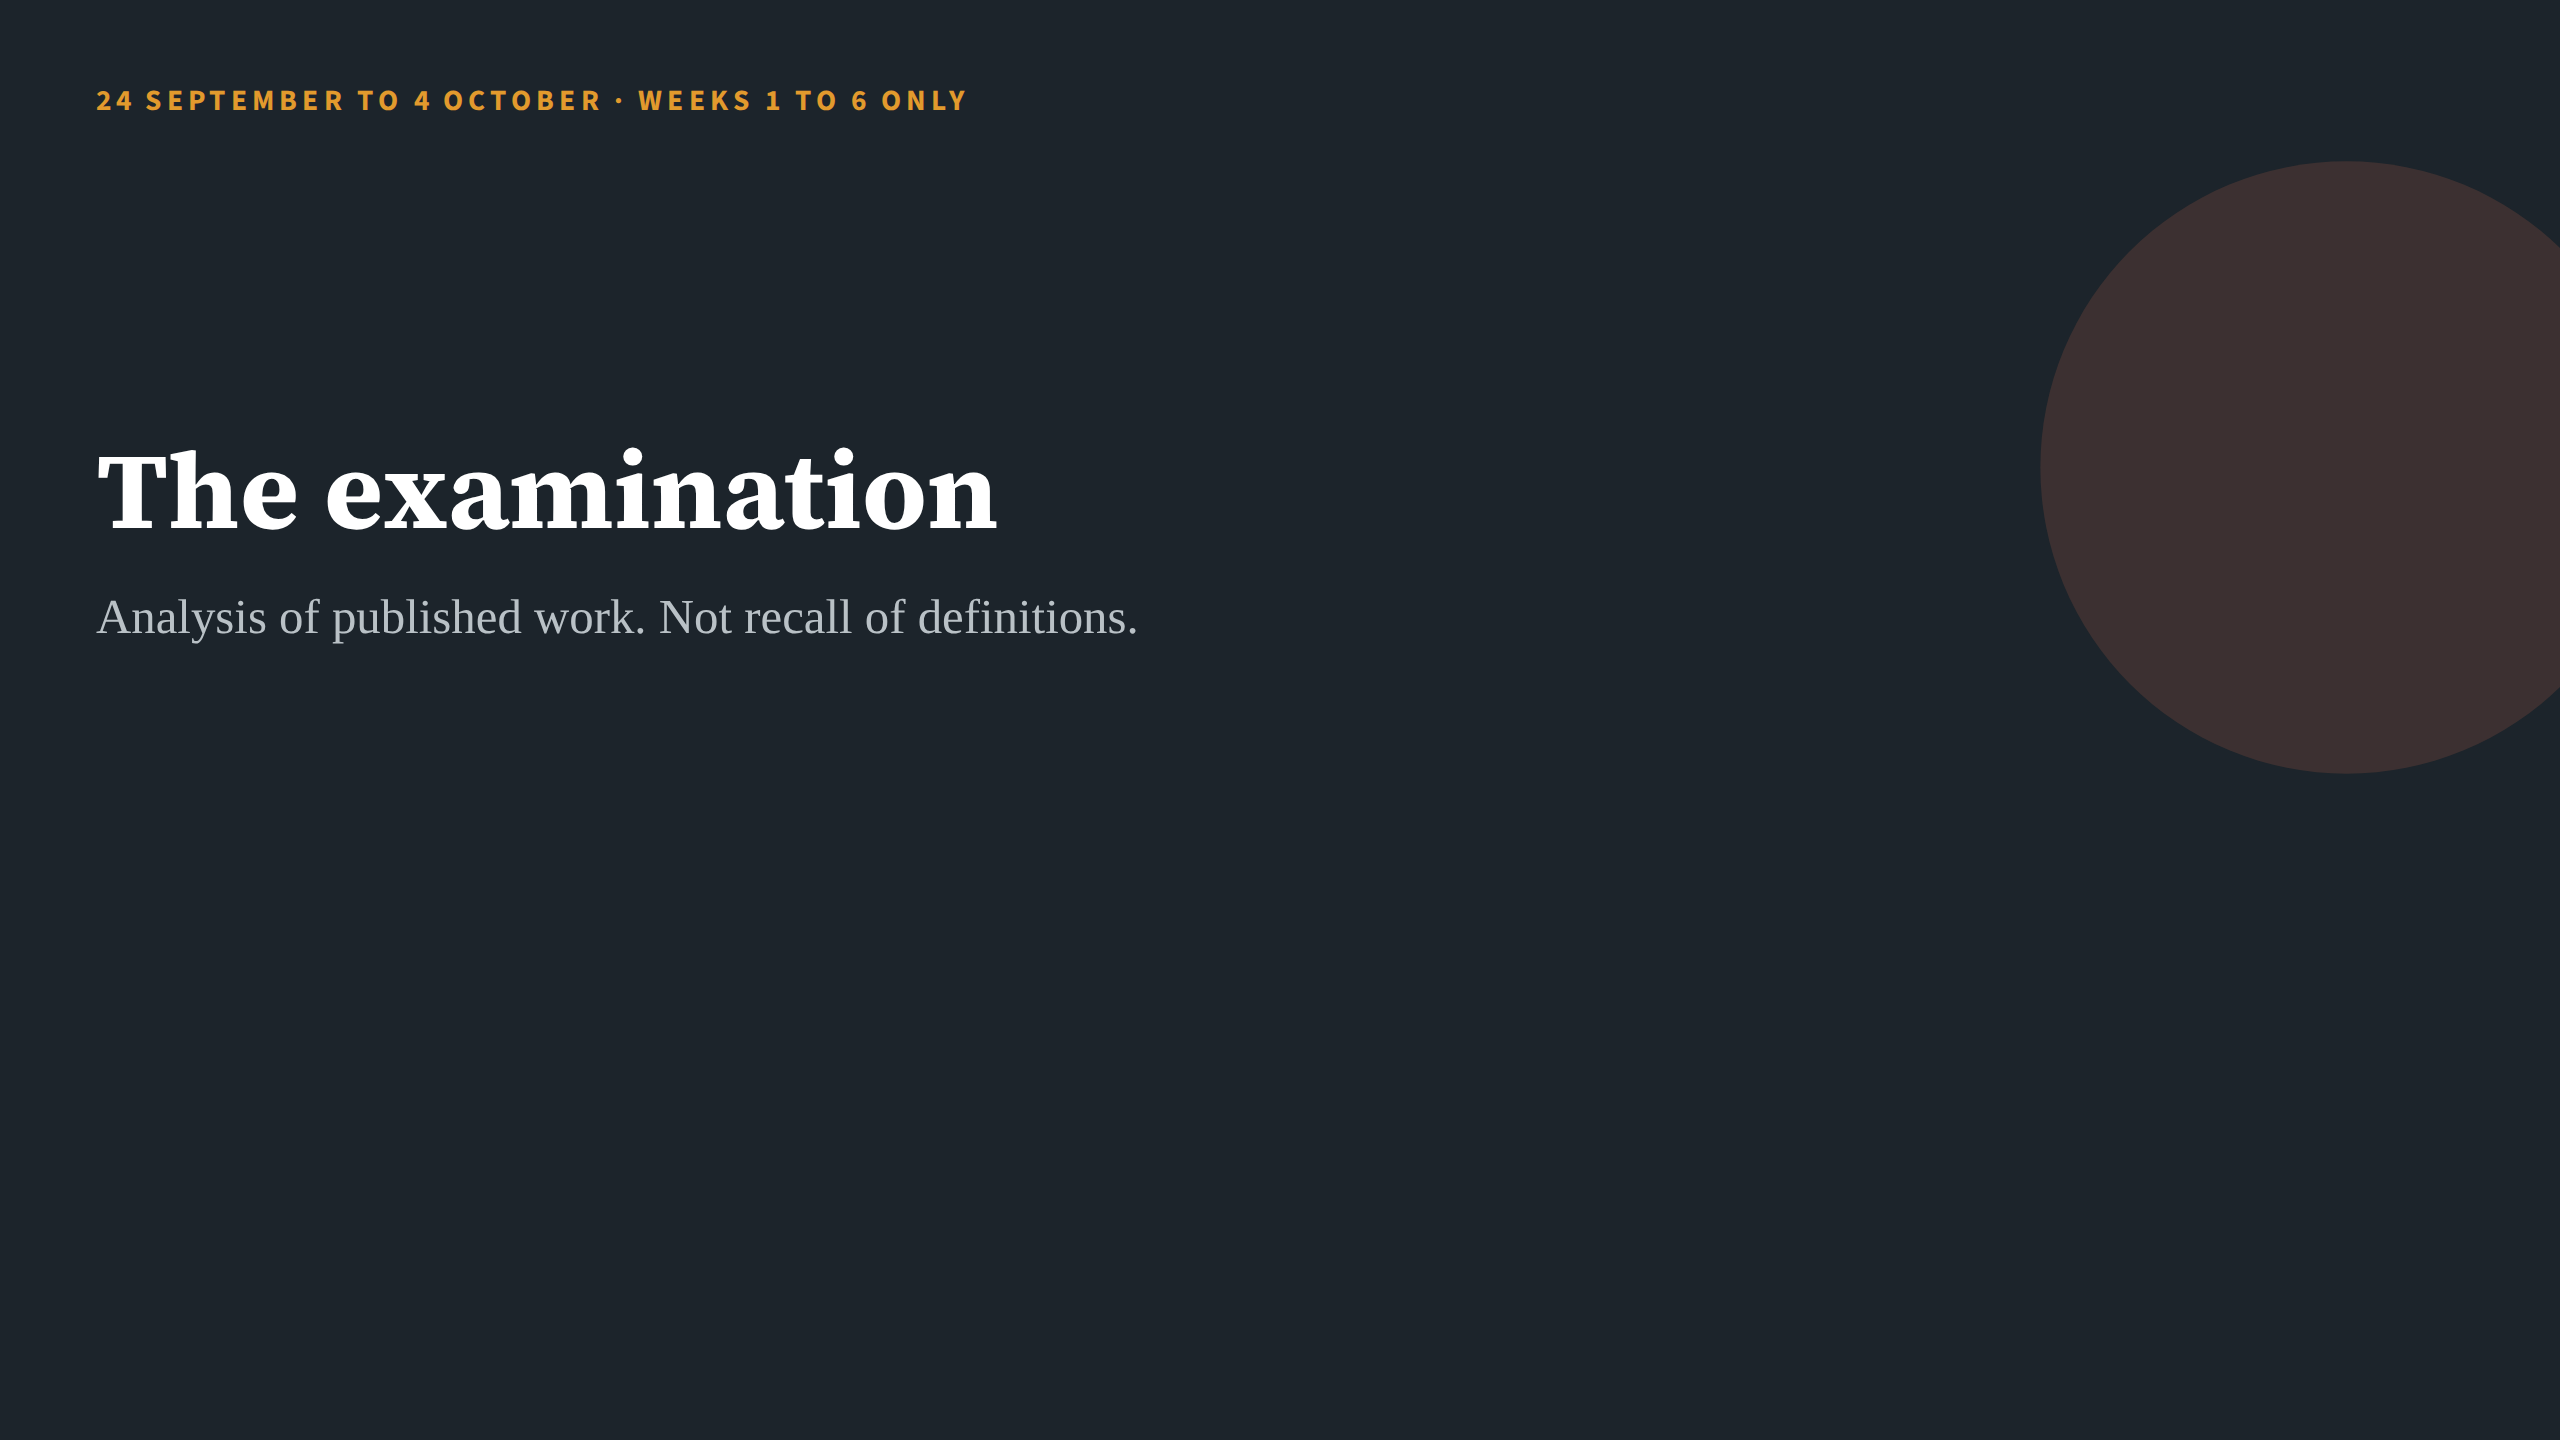 24 SEPTEMBER TO 4 OCTOBER · WEEKS 1 TO 6 ONLY
The examination
Analysis of published work. Not recall of definitions.